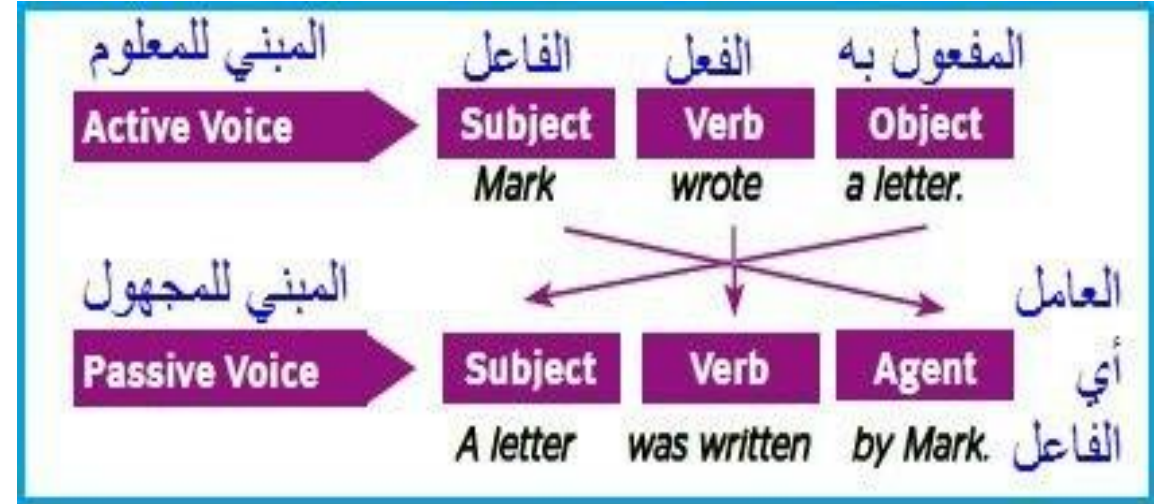 المبني للمعلوم الفاعل الفعل المفعول به
Active Voice Subject Verb Object
Mark wrote a letter.
المبني للمجهول العامل
Passive Voice Subject Verb Agent أي
A letter was written by Mark. الفاعل